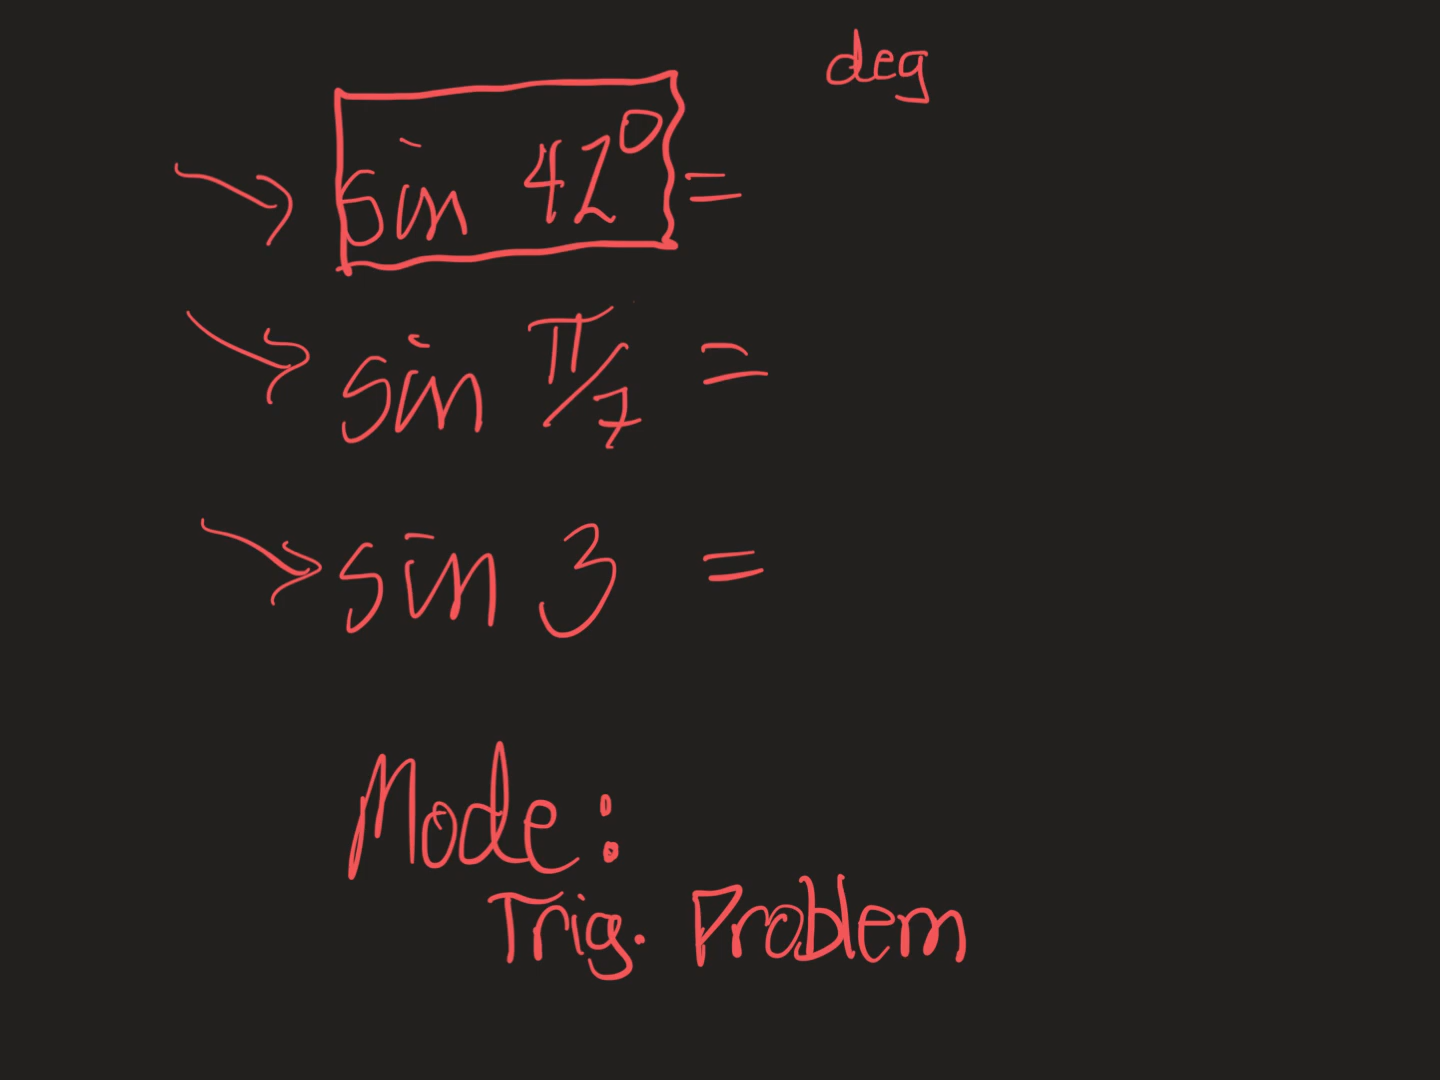 deg
sin 42° =
sin π/7 =
sin 3 =
Mode:
Trig. Problem